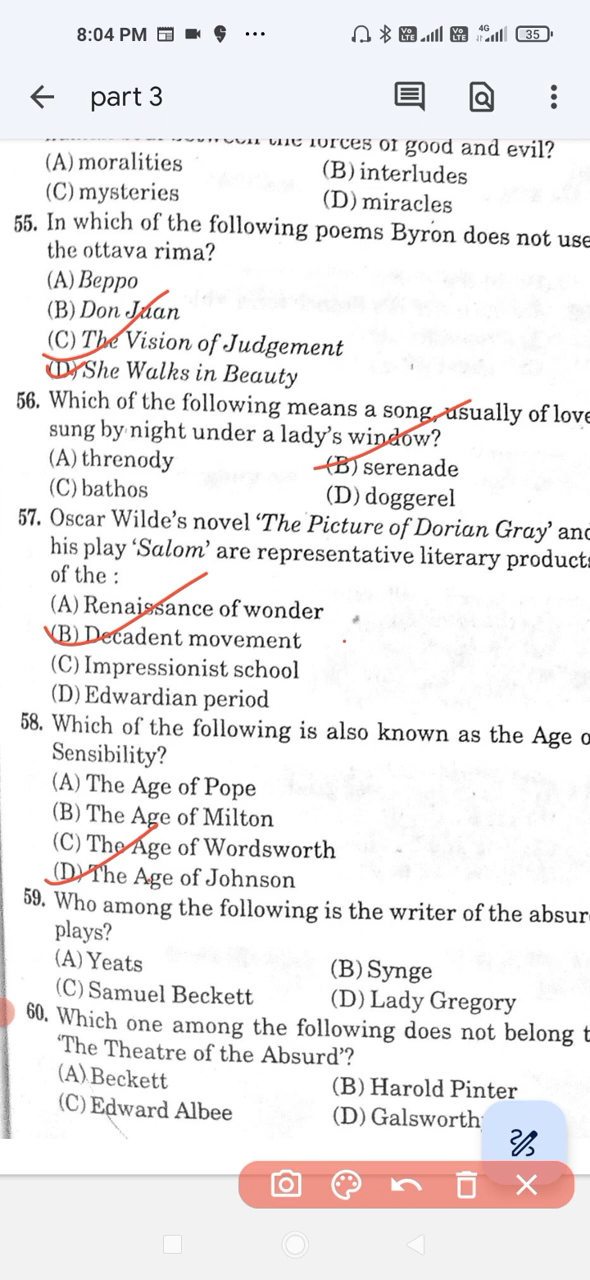 8:04 PM
Vo LTE
Vo LTE
4G
35
part 3
the forces of good and evil?
(A) moralities (B) interludes
(C) mysteries (D) miracles
55. In which of the following poems Byron does not use
the ottava rima?
(A) Beppo
(B) Don Juan
(C) The Vision of Judgement
(D) She Walks in Beauty
56. Which of the following means a song, usually of love
sung by night under a lady's window?
(A) threnody (B) serenade
(C) bathos (D) doggerel
57. Oscar Wilde's novel ‘The Picture of Dorian Gray’ and
his play ‘Salom’ are representative literary products
of the :
(A) Renaissance of wonder
(B) Decadent movement
(C) Impressionist school
(D) Edwardian period
58. Which of the following is also known as the Age o
Sensibility?
(A) The Age of Pope
(B) The Age of Milton
(C) The Age of Wordsworth
(D) The Age of Johnson
59. Who among the following is the writer of the absur
plays?
(A) Yeats (B) Synge
(C) Samuel Beckett (D) Lady Gregory
60. Which one among the following does not belong t
‘The Theatre of the Absurd’?
(A) Beckett (B) Harold Pinter
(C) Edward Albee (D) Galsworth